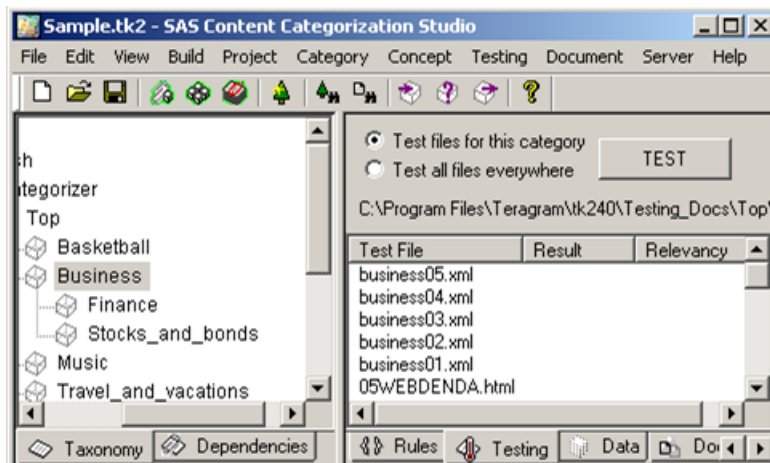 Sample.tk2 - SAS Content Categorization Studio
File Edit View Build Project Category Concept Testing Document Server Help
Test files for this category
Test all files everywhere
TEST
C:\Program Files\Teragram\tk240\Testing_Docs\Top'
sh
ategorizer
Top
Basketball
Business
Finance
Stocks_and_bonds
Music
Travel_and_vacations
Test File Result Relevancy
business05.xml
business04.xml
business03.xml
business02.xml
business01.xml
05WEBDENDA.html
Taxonomy Dependencies
Rules Testing Data Do